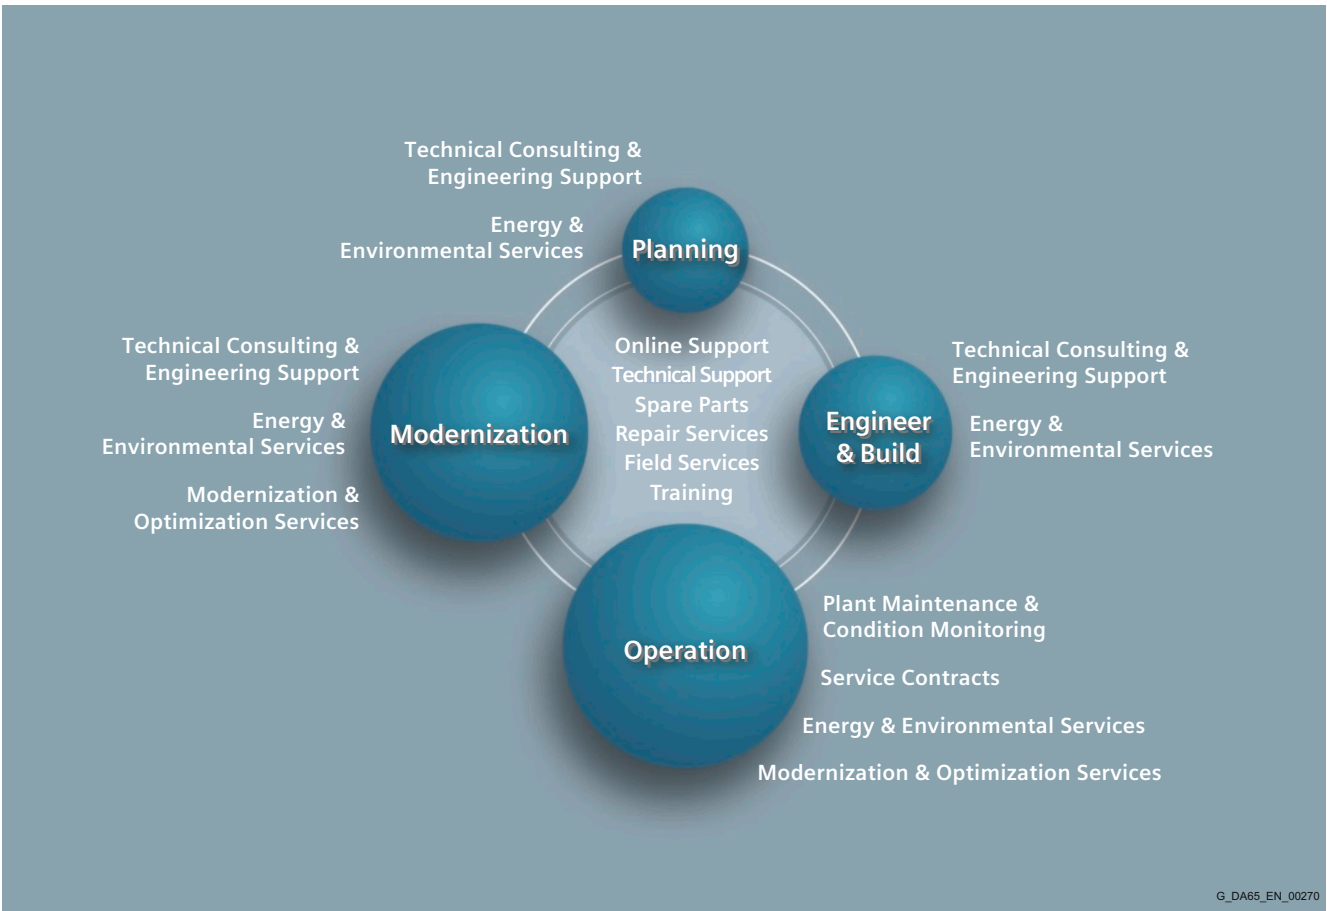 Technical Consulting &
Engineering Support
Energy &
Environmental Services
Planning
Technical Consulting &
Engineering Support
Energy &
Environmental Services
Modernization &
Optimization Services
Modernization
Online Support
Technical Support
Spare Parts
Repair Services
Field Services
Training
Engineer
& Build
Technical Consulting &
Engineering Support
Energy &
Environmental Services
Operation
Plant Maintenance &
Condition Monitoring
Service Contracts
Energy & Environmental Services
Modernization & Optimization Services
G_DA65_EN_00270